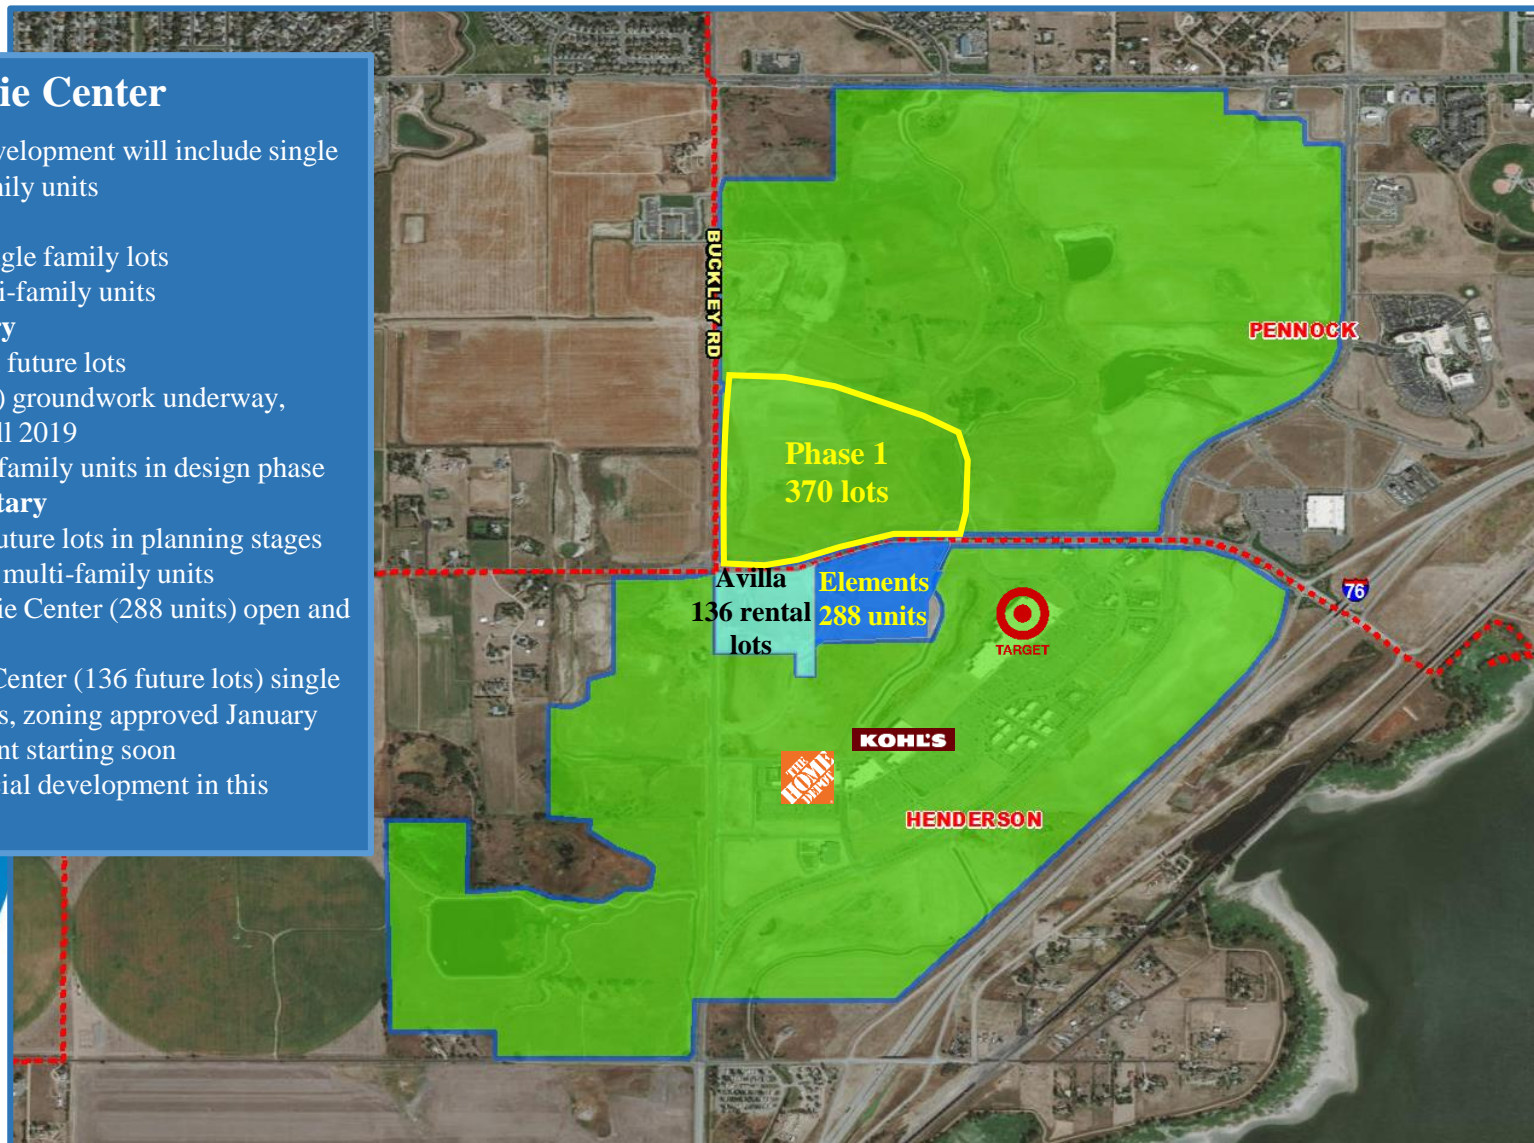 ie Center
velopment will include single
nily units
gle family lots
i-family units
ry
future lots
) groundwork underway,
ll 2019
family units in design phase
tary
uture lots in planning stages
multi-family units
ie Center (288 units) open and
Center (136 future lots) single
s, zoning approved January
nt starting soon
cial development in this
BUCKLEY RD
PENNOCK
Phase 1
370 lots
Avilla
136 rental
lots
Elements
288 units
TARGET
76
KOHL'S
THE
HOME
DEPOT
HENDERSON